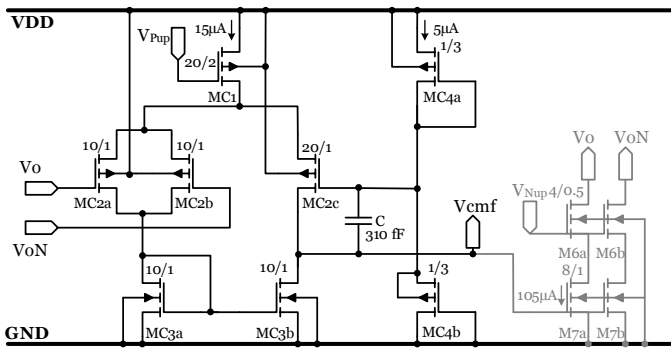 VDD
15µA
5µA
VPup
1/3
20/2
MC1
MC4a
10/1
10/1
20/1
Vo
VoN
Vo
MC2a
MC2b
MC2c
VNup
4/0.5
Vcmf
C
310 fF
VoN
M6a
M6b
10/1
10/1
1/3
8/1
105µA
MC3a
MC3b
MC4b
GND
M7a
M7b